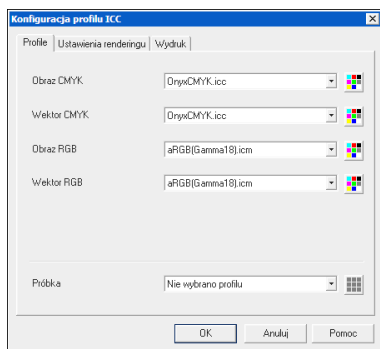 Konfiguracja profilu ICC
Profile Ustawienia renderingu Wydruk
Obraz CMYK OnyxCMYK.icc
Wektor CMYK OnyxCMYK.icc
Obraz RGB aRGB(Gamma18).icm
Wektor RGB aRGB(Gamma18).icm
Próbka Nie wybrano profilu
OK Anuluj Pomoc